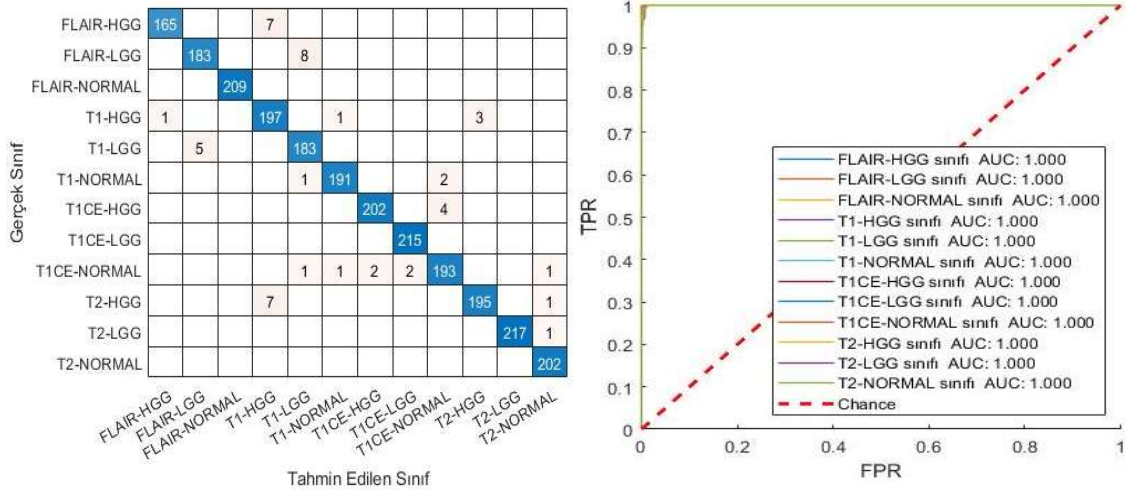 FLAIR-HGG 165 7
FLAIR-LGG 183 8
FLAIR-NORMAL 209
T1-HGG 1 197 1 3
T1-LGG 5 183
T1-NORMAL 1 191 2
T1CE-HGG 202 4
T1CE-LGG 215
T1CE-NORMAL 1 1 2 2 193 1
T2-HGG 7 195 1
T2-LGG 217 1
T2-NORMAL 202
Gerçek Sınıf
FLAIR-HGG
FLAIR-LGG
FLAIR-NORMAL
T1-HGG
T1-LGG
T1-NORMAL
T1CE-HGG
T1CE-LGG
T1CE-NORMAL
T2-HGG
T2-LGG
T2-NORMAL
Tahmin Edilen Sınıf
1
0.9
0.8
0.7
0.6
0.5
0.4
0.3
0.2
0.1
0
TPR
FLAIR-HGG sınıfı AUC: 1.000
FLAIR-LGG sınıfı AUC: 1.000
FLAIR-NORMAL sınıfı AUC: 1.000
T1-HGG sınıfı AUC: 1.000
T1-LGG sınıfı AUC: 1.000
T1-NORMAL sınıfı AUC: 1.000
T1CE-HGG sınıfı AUC: 1.000
T1CE-LGG sınıfı AUC: 1.000
T1CE-NORMAL sınıfı AUC: 1.000
T2-HGG sınıfı AUC: 1.000
T2-LGG sınıfı AUC: 1.000
T2-NORMAL sınıfı AUC: 1.000
Chance
0 0.2 0.4 0.6 0.8 1
FPR